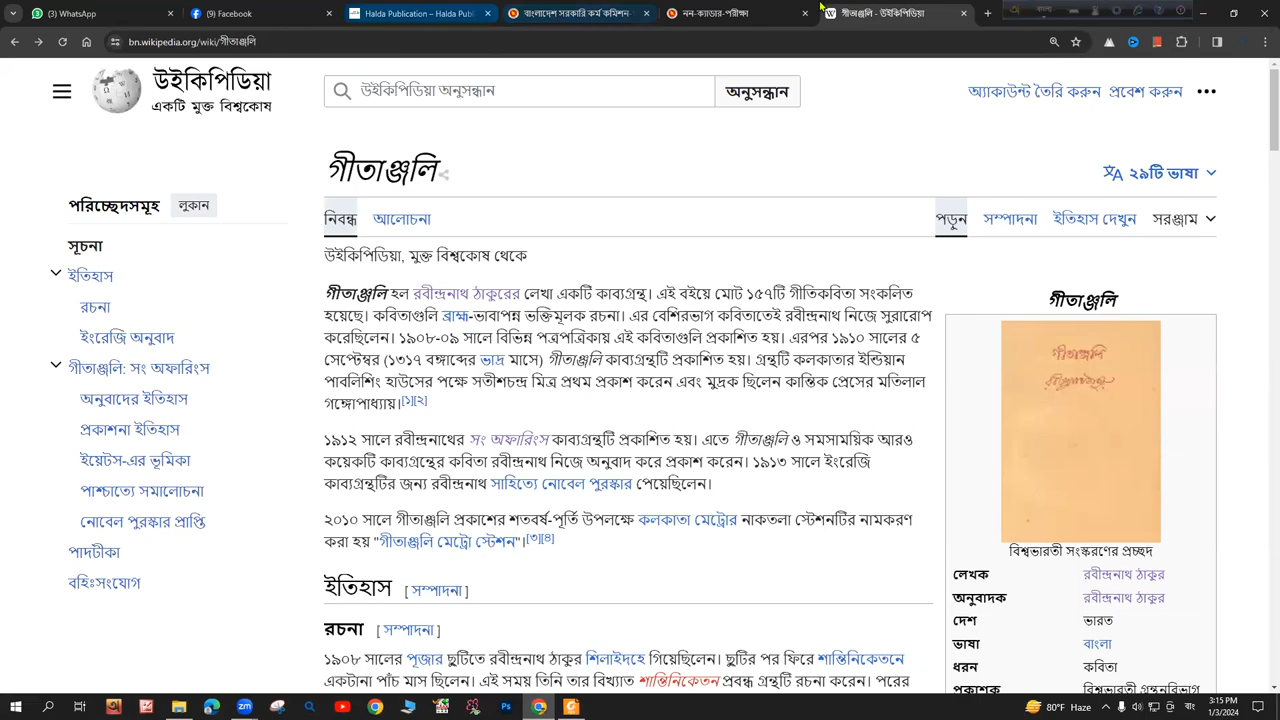 (3) WhatsApp
(2) Facebook
Halda Publication – Halda Pub
বাংলাদেশ সরকারি কর্ম কমিশন-
নন-ক্যাডার-পরীক্ষা
গীতাঞ্জলি - উইকিপিডিয়া
bn.wikipedia.org/wiki/গীতাঞ্জলি
উইকিপিডিয়া
একটি মুক্ত বিশ্বকোষ
উইকিপিডিয়া অনুসন্ধান
অনুসন্ধান
অ্যাকাউন্ট তৈরি করুন প্রবেশ করুন
গীতাঞ্জলি
২৯টি ভাষা
পরিচ্ছেদসমূহ লুকান
নিবন্ধ আলোচনা
পড়ুন সম্পাদনা ইতিহাস দেখুন সরঞ্জাম
সূচনা
ইতিহাস
রচনা
ইংরেজি অনুবাদ
গীতাঞ্জলি: সং অফারিংস
অনুবাদের ইতিহাস
প্রকাশনা ইতিহাস
ইয়েটস-এর ভূমিকা
পাশ্চাত্যে সমালোচনা
নোবেল পুরস্কার প্রাপ্তি
পাদটীকা
বহিঃসংযোগ
উইকিপিডিয়া, মুক্ত বিশ্বকোষ থেকে
গীতাঞ্জলি হল রবীন্দ্রনাথ ঠাকুরের লেখা একটি কাব্যগ্রন্থ। এই বইয়ে মোট ১৫৭টি গীতিকবিতা সংকলিত
হয়েছে। কবিতাগুলি ব্রাহ্ম-ভাবাপন্ন ভক্তিমূলক রচনা। এর বেশিরভাগ কবিতাতেই রবীন্দ্রনাথ নিজে সুরারোপ
করেছিলেন। ১৯০৮-০৯ সালে বিভিন্ন পত্রপত্রিকায় এই কবিতাগুলি প্রকাশিত হয়। এরপর ১৯১০ সালের ৫
সেপ্টেম্বর (১৩১৭ বঙ্গাব্দের ভাদ্র মাসে) গীতাঞ্জলি কাব্যগ্রন্থটি প্রকাশিত হয়। গ্রন্থটি কলকাতার ইন্ডিয়ান
পাবলিশিং হাউসের পক্ষে সতীশচন্দ্র মিত্র প্রথম প্রকাশ করেন এবং মুদ্রক ছিলেন কান্তিক প্রেসের মতিলাল
গঙ্গোপাধ্যায়।[১][২]
১৯১২ সালে রবীন্দ্রনাথের সং অফারিংস কাব্যগ্রন্থটি প্রকাশিত হয়। এতে গীতাঞ্জলি ও সমসাময়িক আরও
কয়েকটি কাব্যগ্রন্থের কবিতা রবীন্দ্রনাথ নিজে অনুবাদ করে প্রকাশ করেন। ১৯১৩ সালে ইংরেজি
কাব্যগ্রন্থটির জন্য রবীন্দ্রনাথ সাহিত্যে নোবেল পুরস্কার পেয়েছিলেন।
২০১০ সালে গীতাঞ্জলি প্রকাশের শতবর্ষ-পূর্তি উপলক্ষে কলকাতা মেট্রোর নাকতলা স্টেশনটির নামকরণ
করা হয় "গীতাঞ্জলি মেট্রো স্টেশন"।[৩][৪]
ইতিহাস [ সম্পাদনা ]
রচনা [ সম্পাদনা ]
১৯০৮ সালের পূজার ছুটিতে রবীন্দ্রনাথ ঠাকুর শিলাইদহে গিয়েছিলেন। ছুটির পর ফিরে শান্তিনিকেতনে
একটানা পাঁচ মাস ছিলেন। এই সময় তিনি তার বিখ্যাত শান্তিনিকেতন প্রবন্ধ গ্রন্থটি রচনা করেন। পরের
গীতাঞ্জলি
গীতাঞ্জলি
বিশ্বভারতী সংস্করণের প্রচ্ছদ
লেখক রবীন্দ্রনাথ ঠাকুর
অনুবাদক রবীন্দ্রনাথ ঠাকুর
দেশ ভারত
ভাষা বাংলা
ধরন কবিতা
প্রকাশক বিশ্বভারতী গ্রন্থনবিভাগ
80°F Haze
বাং
3:15 PM
1/3/2024